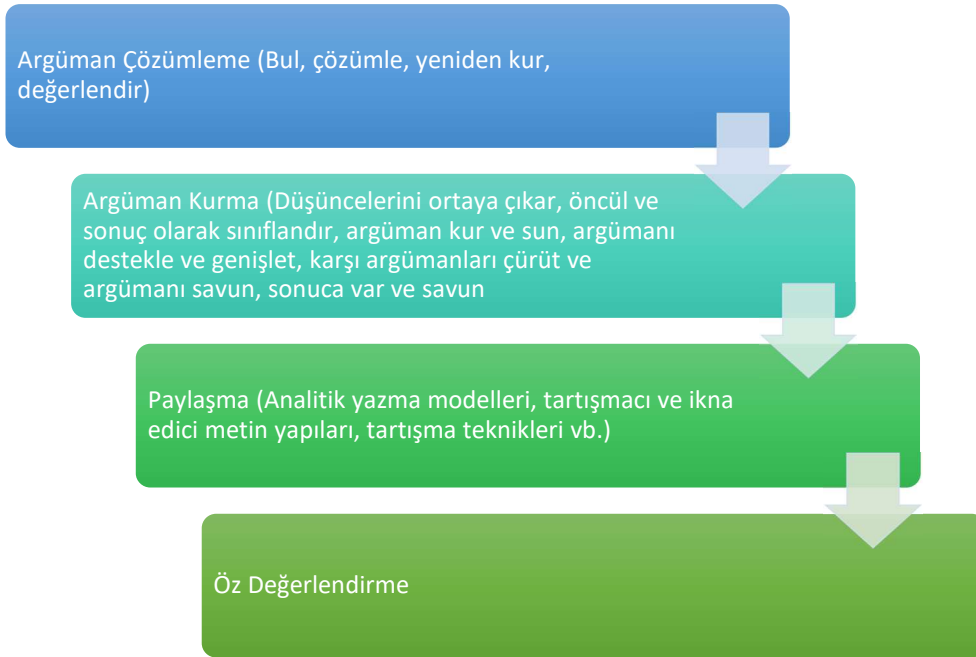 Argüman Çözümleme (Bul, çözümle, yeniden kur,
değerlendir)
Argüman Kurma (Düşüncelerini ortaya çıkar, öncül ve
sonuç olarak sınıflandır, argüman kur ve sun, argümanı
destekle ve genişlet, karşı argümanları çürüt ve
argümanı savun, sonuca var ve savun
Paylaşma (Analitik yazma modelleri, tartışmacı ve ikna
edici metin yapıları, tartışma teknikleri vb.)
Öz Değerlendirme